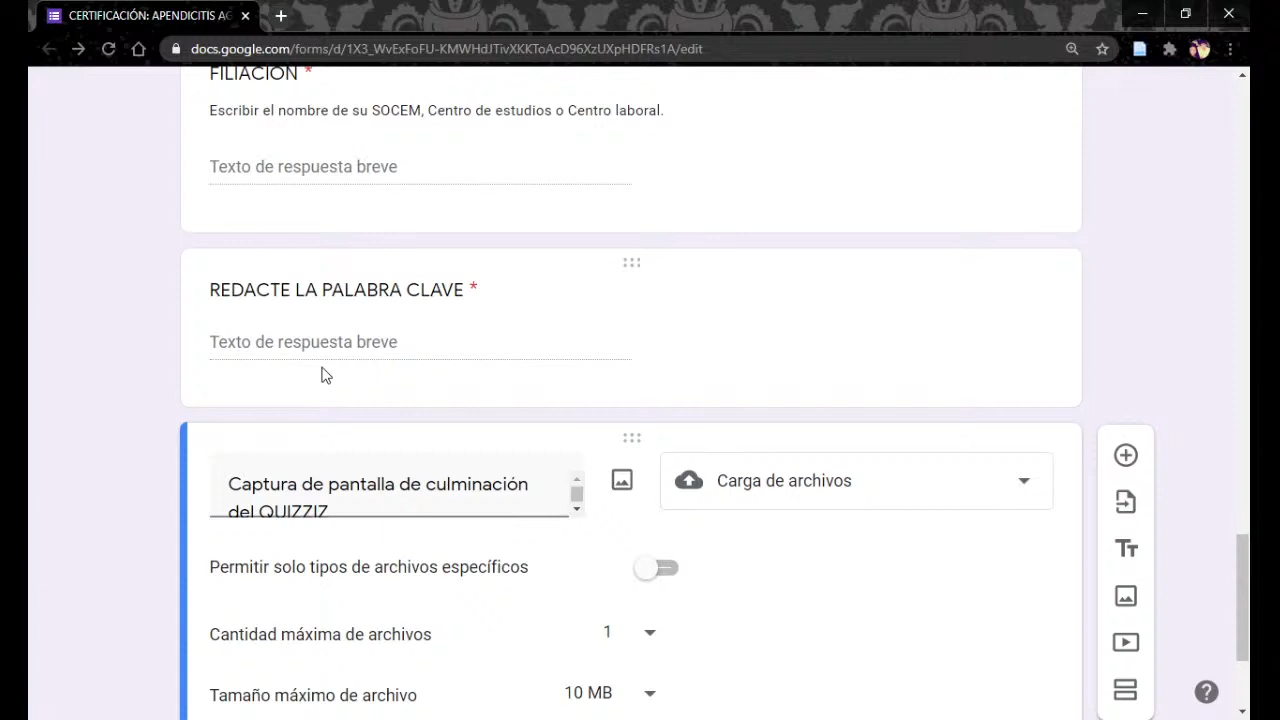 CERTIFICACIÓN: APENDICITIS AG
docs.google.com/forms/d/1X3_WvExFoFU-KMWHdJTivXKKToAcD96XzUXpHDFRs1A/edit
FILIACIÓN *
Escribir el nombre de su SOCEM, Centro de estudios o Centro laboral.
Texto de respuesta breve
REDACTE LA PALABRA CLAVE *
Texto de respuesta breve
Captura de pantalla de culminación
del QUIZZIZ
Carga de archivos
Permitir solo tipos de archivos específicos
Cantidad máxima de archivos
1
Tamaño máximo de archivo
10 MB